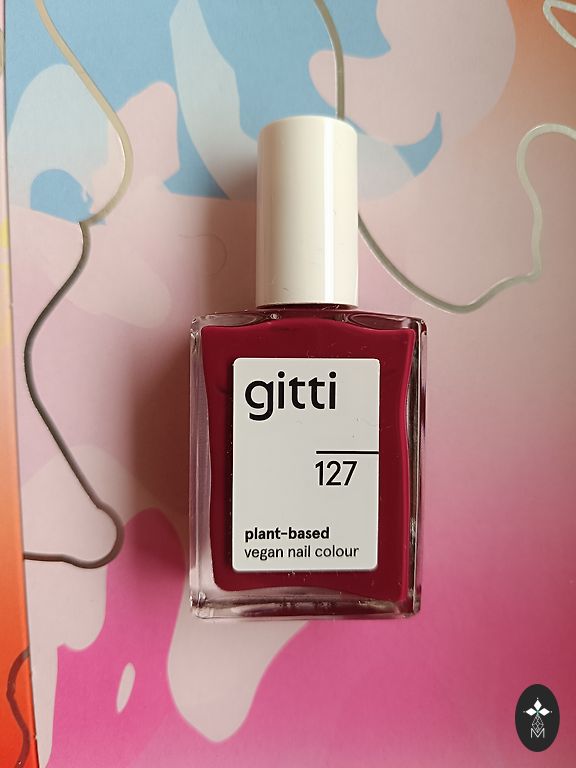 gitti
127
plant-based
vegan nail colour
M